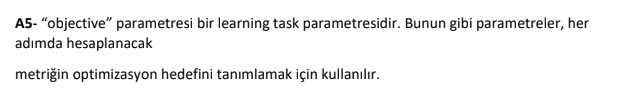 A5- “objective” parametresi bir learning task parametresidir. Bunun gibi parametreler, her
adımda hesaplanacak
metriğin optimizasyon hedefini tanımlamak için kullanılır.